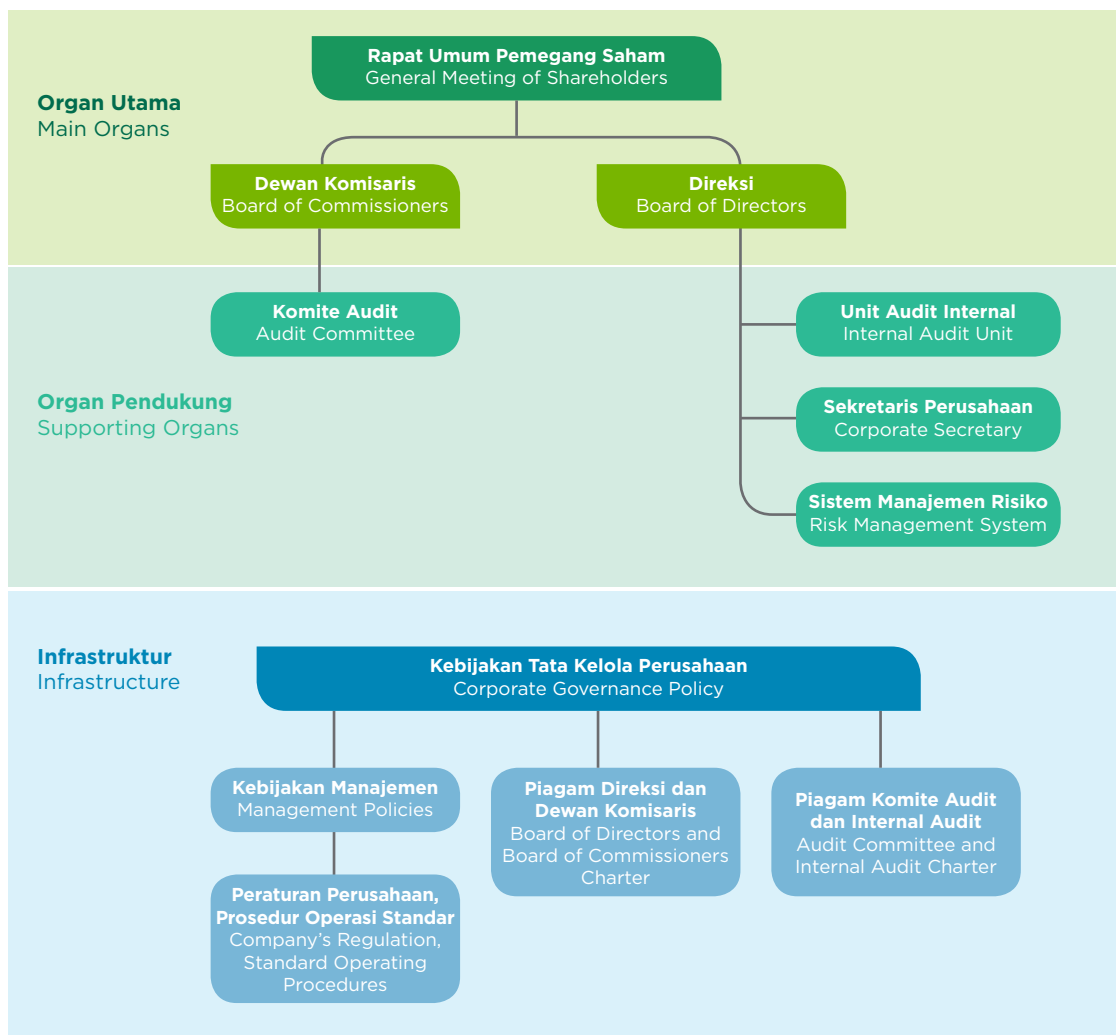 Rapat Umum Pemegang Saham
General Meeting of Shareholders
Organ Utama
Main Organs
Dewan Komisaris
Board of Commissioners
Direksi
Board of Directors
Komite Audit
Audit Committee
Unit Audit Internal
Internal Audit Unit
Organ Pendukung
Supporting Organs
Sekretaris Perusahaan
Corporate Secretary
Sistem Manajemen Risiko
Risk Management System
Infrastruktur
Infrastructure
Kebijakan Tata Kelola Perusahaan
Corporate Governance Policy
Kebijakan Manajemen
Management Policies
Piagam Direksi dan
Dewan Komisaris
Board of Directors and
Board of Commissioners
Charter
Piagam Komite Audit
dan Internal Audit
Audit Committee and
Internal Audit Charter
Peraturan Perusahaan,
Prosedur Operasi Standar
Company's Regulation,
Standard Operating
Procedures